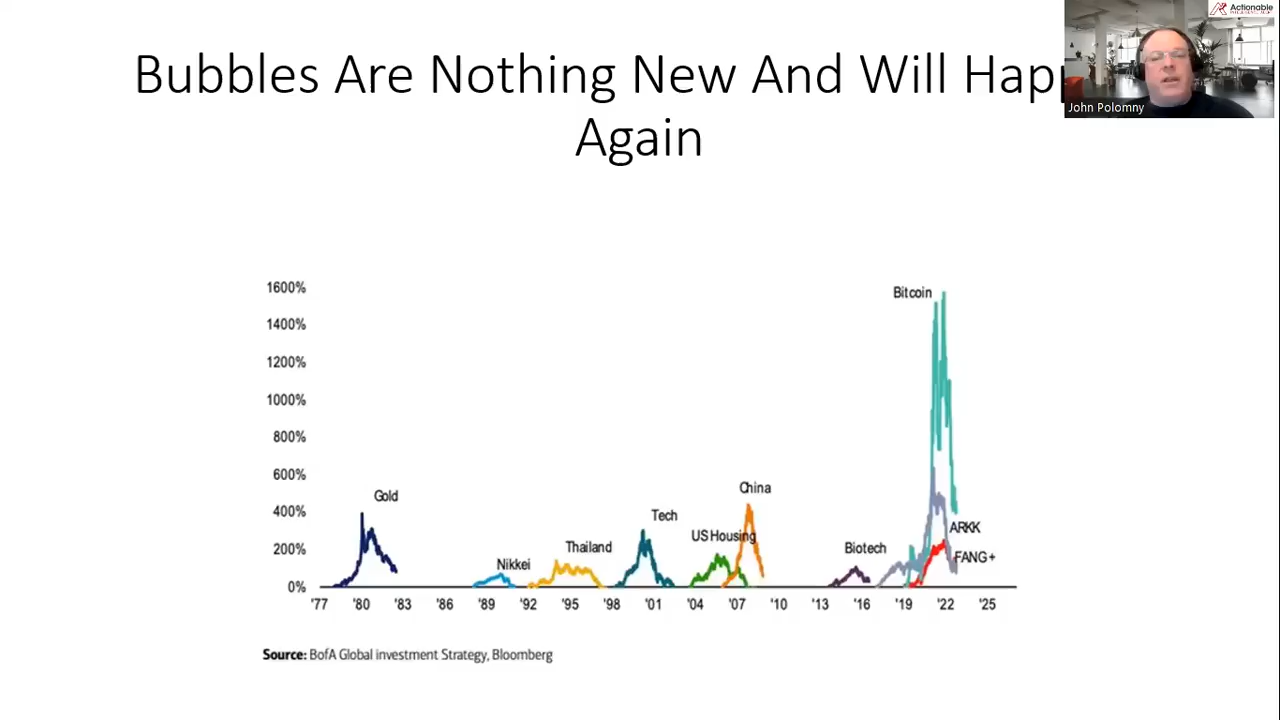 Bubbles Are Nothing New And Will Happ
Again
Actionable
John Polomny
1600%
1400%
1200%
1000%
800%
600%
400%
200%
0%
Bitcoin
Gold
China
Tech
US Housing
ARKK
Thailand
Biotech
FANG+
Nikkei
'77 '80 '83 '86 '89 '92 '95 '98 '01 '04 '07 '10 '13 '16 '19 '22 '25
Source: BofA Global investment Strategy, Bloomberg